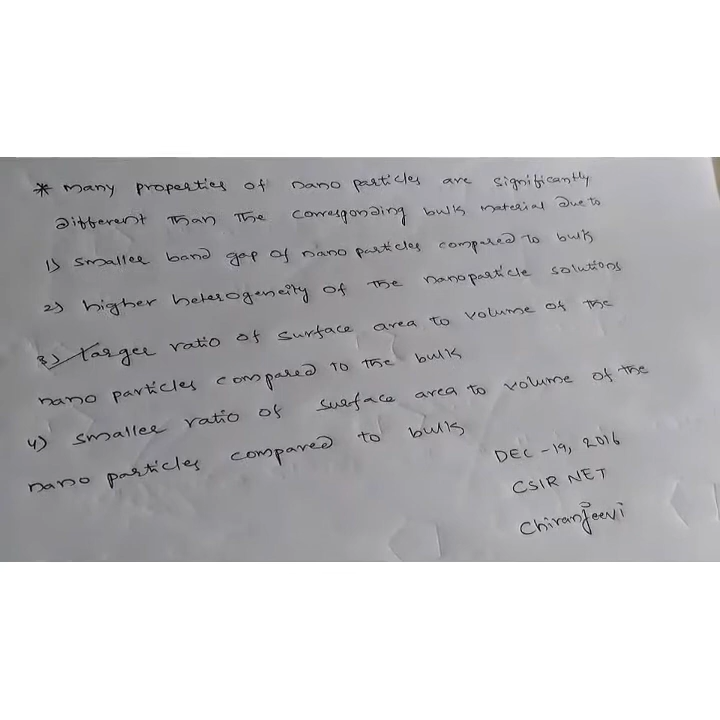 * Many properties of nano particles are significantly
different than the corresponding bulk material due to
1) smaller band gap of nano particles compared to bulk
2) higher heterogeneity of the nanoparticle solutions
3) larger ratio of surface area to volume of the
nano particles compared to the bulk
4) smaller ratio of surface area to volume of the
nano particles compared to bulk
DEC-19, 2016
CSIR NET
Chiranjeevi